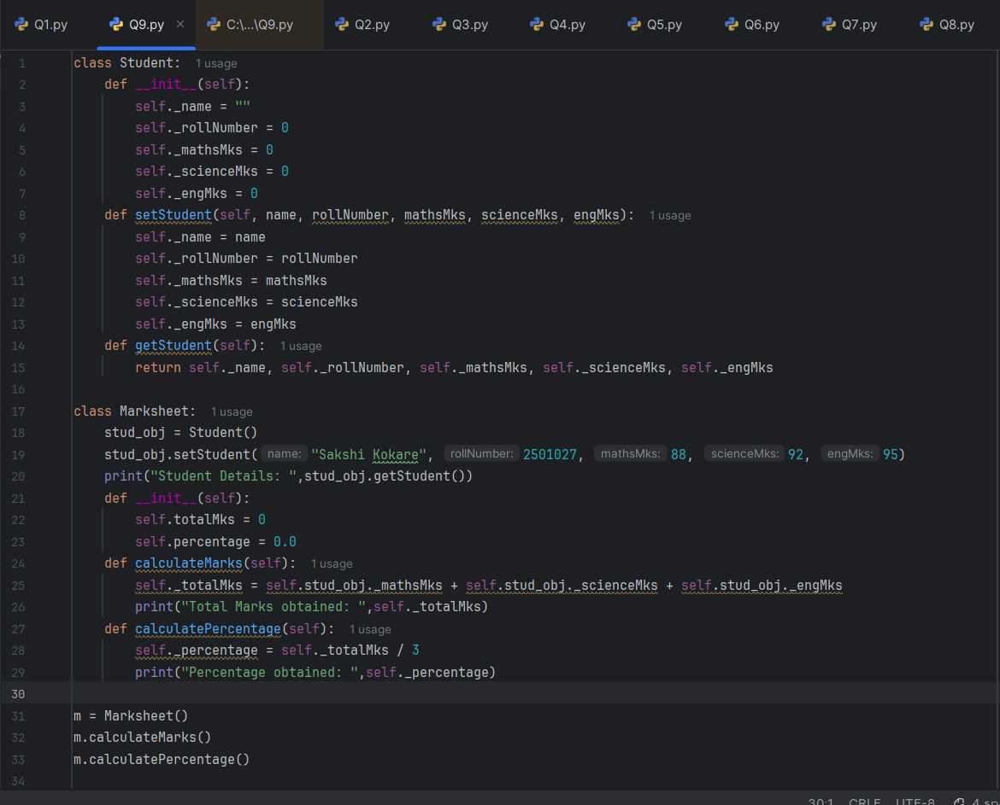 Q1.py Q9.py × C:\...\Q9.py Q2.py Q3.py Q4.py Q5.py Q6.py Q7.py Q8.py
1 class Student: 1 usage
2     def __init__(self):
3         self._name = ""
4         self._rollNumber = 0
5         self._mathsMks = 0
6         self._scienceMks = 0
7         self._engMks = 0
8     def setStudent(self, name, rollNumber, mathsMks, scienceMks, engMks): 1 usage
9         self._name = name
10         self._rollNumber = rollNumber
11         self._mathsMks = mathsMks
12         self._scienceMks = scienceMks
13         self._engMks = engMks
14     def getStudent(self): 1 usage
15         return self._name, self._rollNumber, self._mathsMks, self._scienceMks, self._engMks
16
17 class Marksheet: 1 usage
18     stud_obj = Student()
19     stud_obj.setStudent( name: "Sakshi Kokare", rollNumber: 2501027, mathsMks: 88, scienceMks: 92, engMks: 95)
20     print("Student Details: ",stud_obj.getStudent())
21     def __init__(self):
22         self.totalMks = 0
23         self.percentage = 0.0
24     def calculateMarks(self): 1 usage
25         self._totalMks = self.stud_obj._mathsMks + self.stud_obj._scienceMks + self.stud_obj._engMks
26         print("Total Marks obtained: ",self._totalMks)
27     def calculatePercentage(self): 1 usage
28         self._percentage = self._totalMks / 3
29         print("Percentage obtained: ",self._percentage)
30
31 m = Marksheet()
32 m.calculateMarks()
33 m.calculatePercentage()
34
30:1 CRLF UTF-8 4 sp